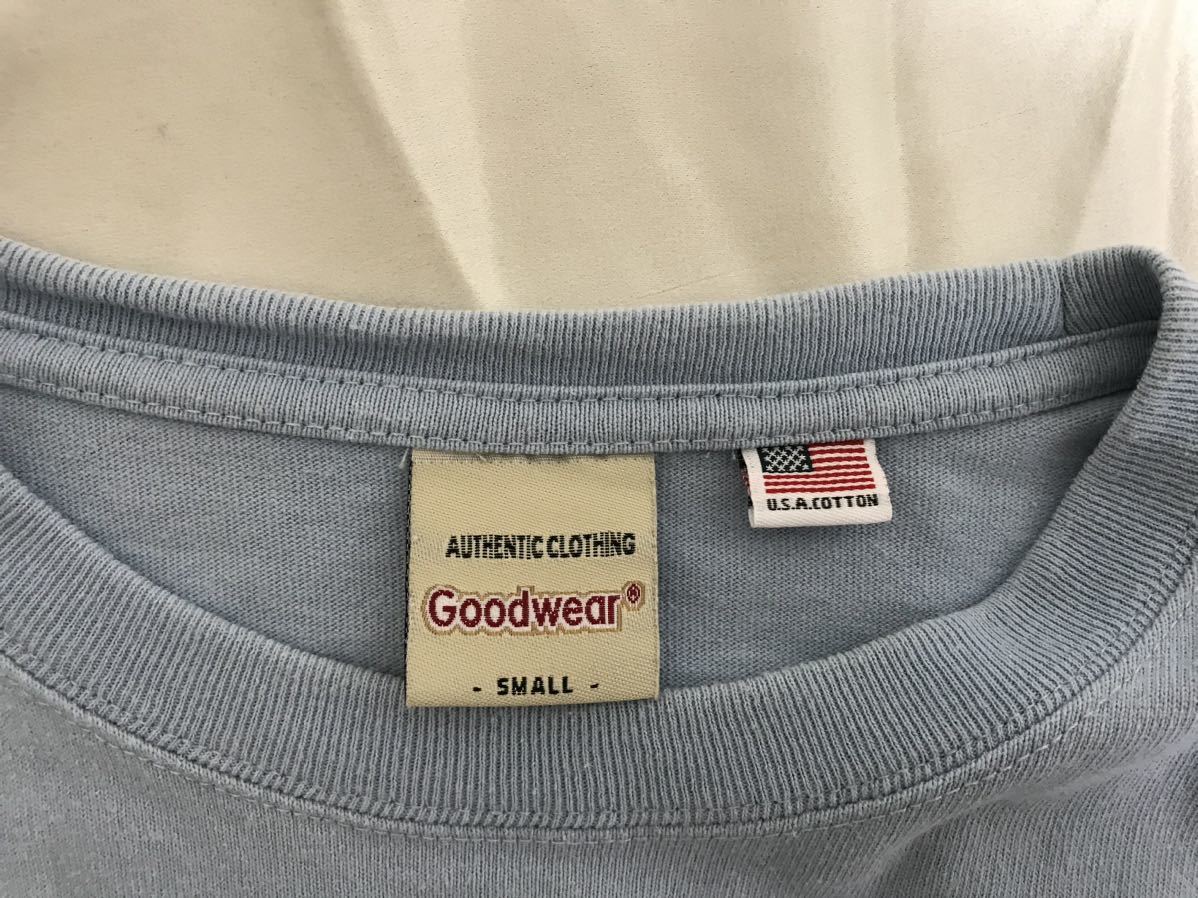 AUTHENTIC CLOTHING
Goodwear®
- SMALL -
U.S.A.COTTON